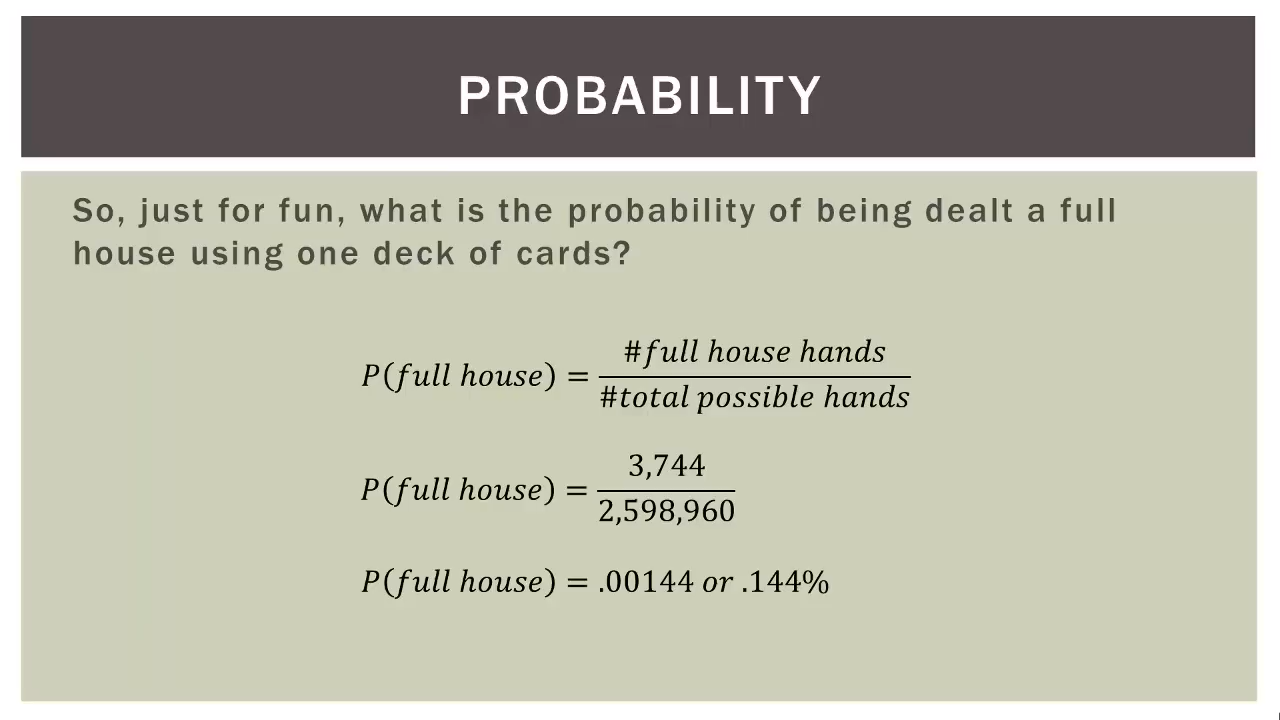 PROBABILITY
So, just for fun, what is the probability of being dealt a full
house using one deck of cards?
P(full house) = #full house hands / #total possible hands
P(full house) = 3,744 / 2,598,960
P(full house) = .00144 or .144%